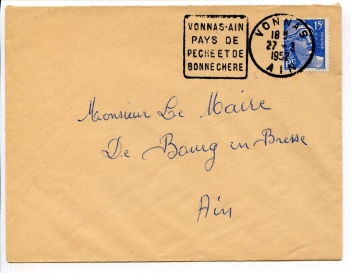 VONNAS-AIN
PAYS DE
PECHE ET DE
BONNE CHERE
VONNAS
18
27
AIN
15F
Monsieur Le Maire
De Bourg en Bresse
Ain